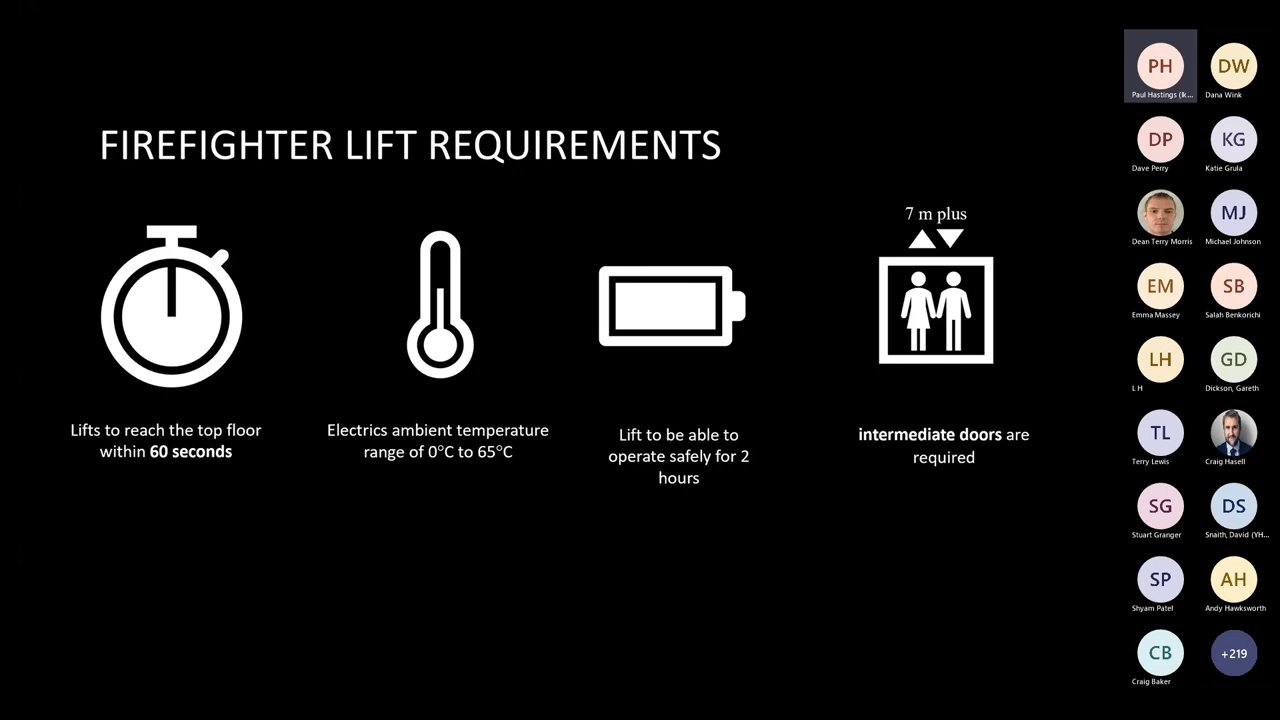 FIREFIGHTER LIFT REQUIREMENTS
7 m plus
Lifts to reach the top floor
within 60 seconds
Electrics ambient temperature
range of 0°C to 65°C
Lift to be able to
operate safely for 2
hours
intermediate doors are
required
PH
Paul Hastings (Ik...
DW
Dana Wink
DP
Dave Perry
KG
Katie Grula
Dean Terry Morris
MJ
Michael Johnson
EM
Emma Massey
SB
Salah Benkorichi
LH
L H
GD
Dickson, Gareth
TL
Terry Lewis
Craig Hasell
SG
Stuart Granger
DS
Snaith, David (YH...
SP
Shyam Patel
AH
Andy Hawksworth
CB
Craig Baker
+219